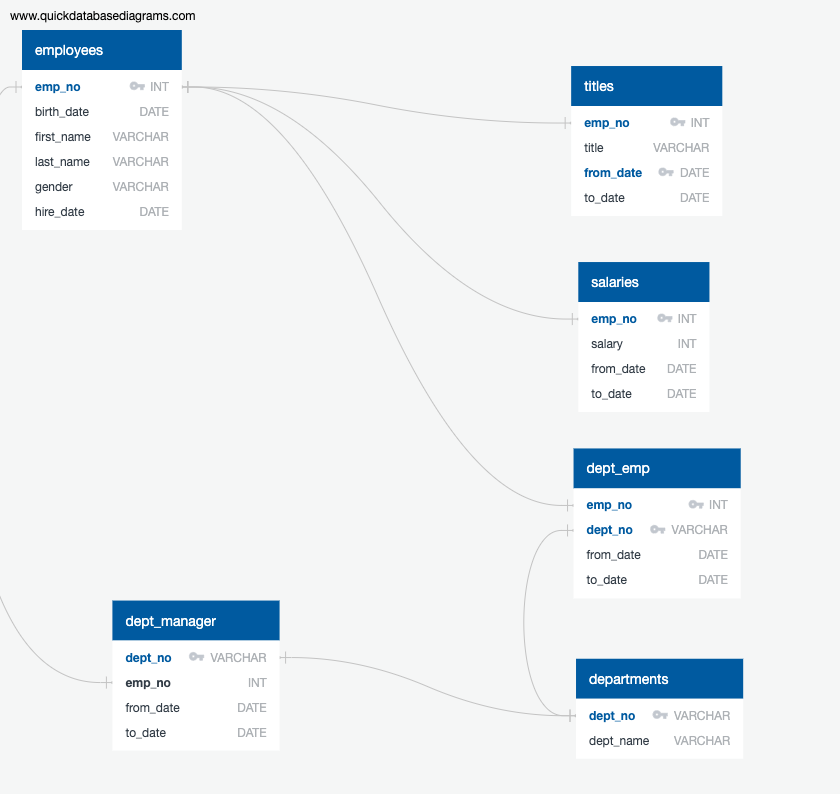 www.quickdatabasediagrams.com
employees
emp_no INT
birth_date DATE
first_name VARCHAR
last_name VARCHAR
gender VARCHAR
hire_date DATE
titles
emp_no INT
title VARCHAR
from_date DATE
to_date DATE
salaries
emp_no INT
salary INT
from_date DATE
to_date DATE
dept_emp
emp_no INT
dept_no VARCHAR
from_date DATE
to_date DATE
dept_manager
dept_no VARCHAR
emp_no INT
from_date DATE
to_date DATE
departments
dept_no VARCHAR
dept_name VARCHAR